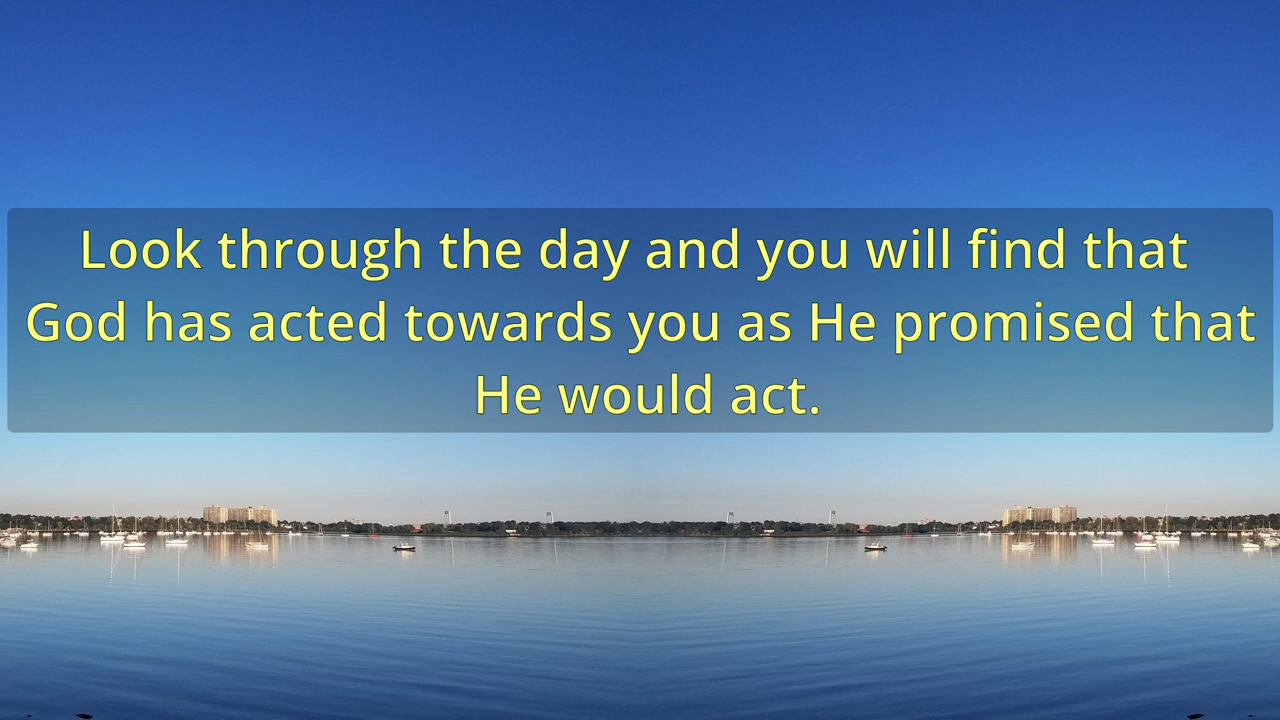 Look through the day and you will find that
God has acted towards you as He promised that
He would act.